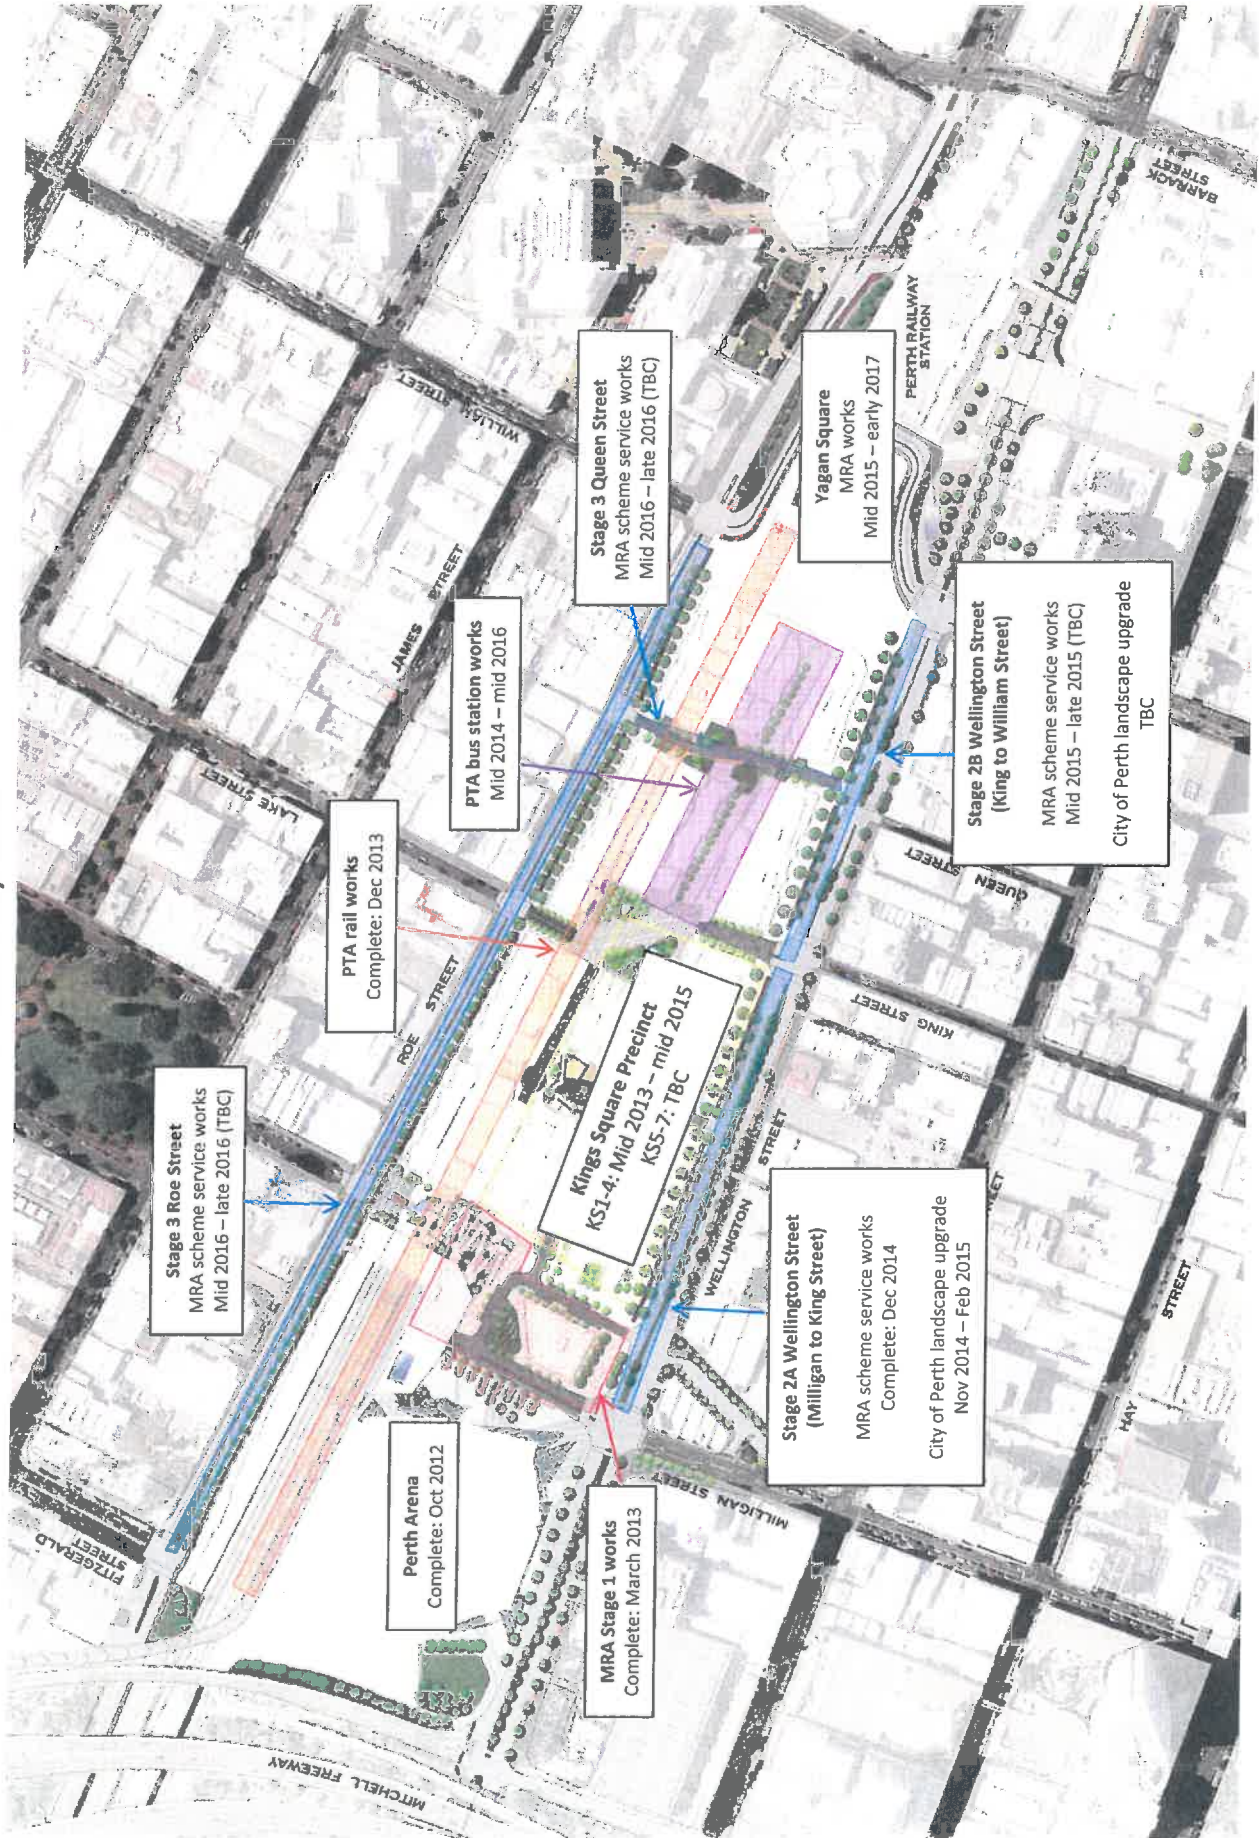 FITZGERALD
STREET
Stage 3 Roe Street
MRA scheme service works
Mid 2016 – late 2016 (TBC)
MITCHELL FREEWAY
PTA rail works
Complete: Dec 2013
LAKE STREET
ROE STREET
Perth Arena
Complete: Oct 2012
PTA bus station works
Mid 2014 – mid 2016
JAMES STREET
WILLIAM STREET
Stage 3 Queen Street
MRA scheme service works
Mid 2016 – late 2016 (TBC)
MRA Stage 1 works
Complete: March 2013
Kings Square Precinct
KS1-4: Mid 2013 – mid 2015
KS5-7: TBC
MILLIGAN STREET
WELLINGTON STREET
Yagan Square
MRA works
Mid 2015 – early 2017
PERTH RAILWAY
STATION
Stage 2A Wellington Street
(Milligan to King Street)
MRA scheme service works
Complete: Dec 2014
City of Perth landscape upgrade
Nov 2014 – Feb 2015
KING STREET
QUEEN STREET
Stage 2B Wellington Street
(King to William Street)
MRA scheme service works
Mid 2015 – late 2015 (TBC)
City of Perth landscape upgrade
TBC
HAY STREET
BARRACK
STREET